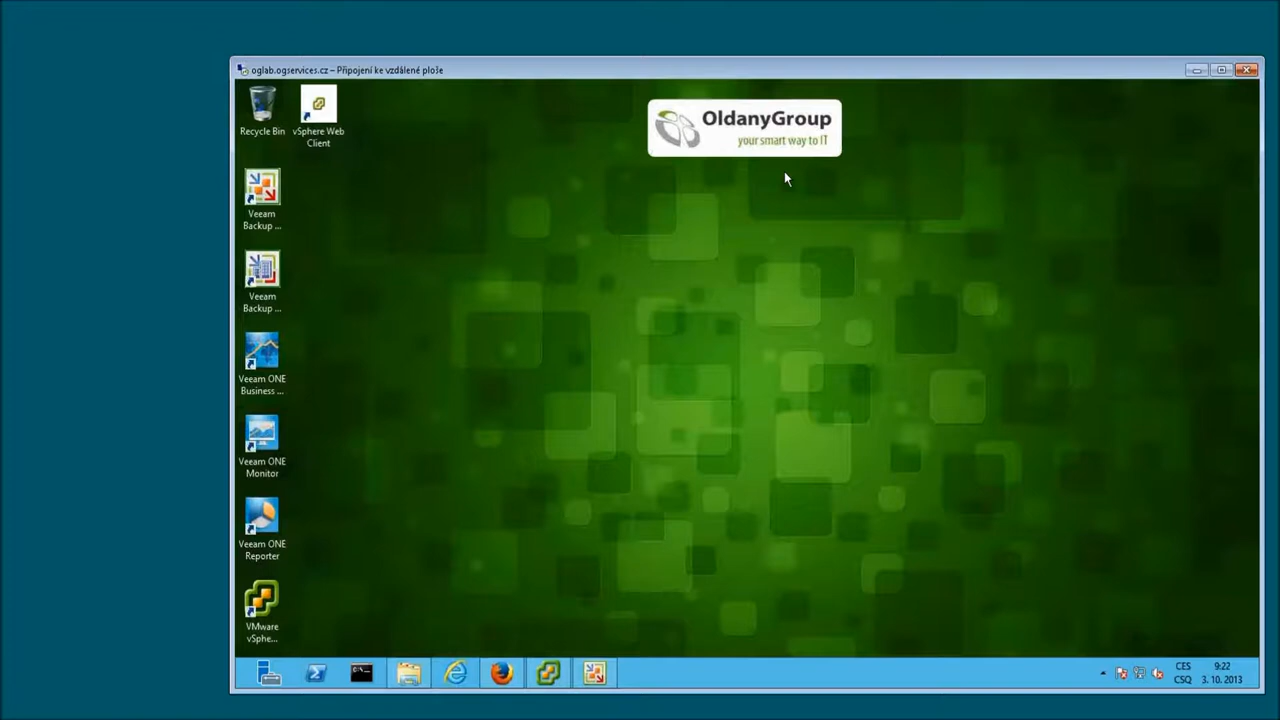 oglab.ogservices.cz – Připojení ke vzdálené ploše
OldanyGroup
your smart way to IT
Recycle Bin
vSphere Web
Client
Veeam
Backup ...
Veeam
Backup ...
Veeam ONE
Business ...
Veeam ONE
Monitor
Veeam ONE
Reporter
VMware
vSphe...
CES
CSQ
9:22
3. 10. 2013